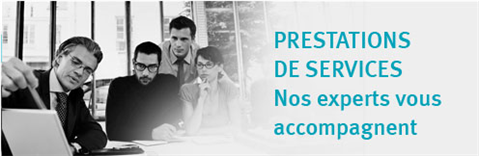 PRESTATIONS
DE SERVICES
Nos experts vous
accompagnent